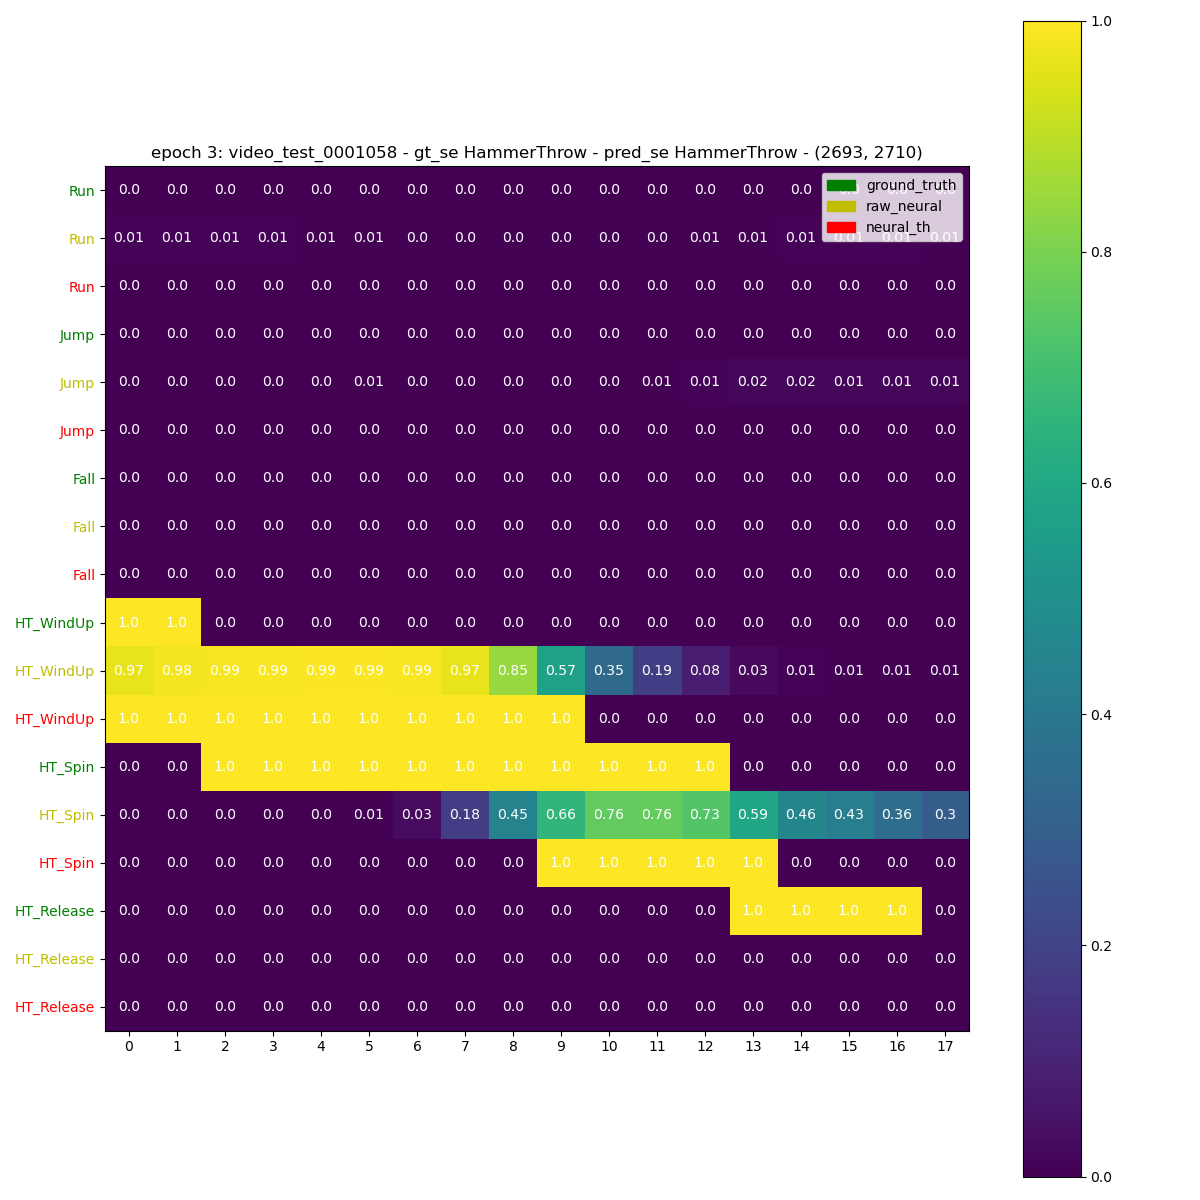 epoch 3: video_test_0001058 - gt_se HammerThrow - pred_se HammerThrow - (2693, 2710)
ground_truth
raw_neural
neural_th
Run 0.0 0.0 0.0 0.0 0.0 0.0 0.0 0.0 0.0 0.0 0.0 0.0 0.0 0.0 0.0 0.0
Run 0.01 0.01 0.01 0.01 0.01 0.01 0.0 0.0 0.0 0.0 0.0 0.0 0.01 0.01 0.01 0.01 0.01 0.01
Run 0.0 0.0 0.0 0.0 0.0 0.0 0.0 0.0 0.0 0.0 0.0 0.0 0.0 0.0 0.0 0.0 0.0 0.0
Jump 0.0 0.0 0.0 0.0 0.0 0.0 0.0 0.0 0.0 0.0 0.0 0.0 0.0 0.0 0.0 0.0 0.0 0.0
Jump 0.0 0.0 0.0 0.0 0.0 0.01 0.0 0.0 0.0 0.0 0.0 0.01 0.01 0.02 0.02 0.01 0.01 0.01
Jump 0.0 0.0 0.0 0.0 0.0 0.0 0.0 0.0 0.0 0.0 0.0 0.0 0.0 0.0 0.0 0.0 0.0 0.0
Fall 0.0 0.0 0.0 0.0 0.0 0.0 0.0 0.0 0.0 0.0 0.0 0.0 0.0 0.0 0.0 0.0 0.0 0.0
Fall 0.0 0.0 0.0 0.0 0.0 0.0 0.0 0.0 0.0 0.0 0.0 0.0 0.0 0.0 0.0 0.0 0.0 0.0
Fall 0.0 0.0 0.0 0.0 0.0 0.0 0.0 0.0 0.0 0.0 0.0 0.0 0.0 0.0 0.0 0.0 0.0 0.0
HT_WindUp 1.0 1.0 0.0 0.0 0.0 0.0 0.0 0.0 0.0 0.0 0.0 0.0 0.0 0.0 0.0 0.0 0.0 0.0
HT_WindUp 0.97 0.98 0.99 0.99 0.99 0.99 0.99 0.97 0.85 0.57 0.35 0.19 0.08 0.03 0.01 0.01 0.01 0.01
HT_WindUp 1.0 1.0 1.0 1.0 1.0 1.0 1.0 1.0 1.0 1.0 0.0 0.0 0.0 0.0 0.0 0.0 0.0 0.0
HT_Spin 0.0 0.0 1.0 1.0 1.0 1.0 1.0 1.0 1.0 1.0 1.0 1.0 1.0 0.0 0.0 0.0 0.0 0.0
HT_Spin 0.0 0.0 0.0 0.0 0.0 0.01 0.03 0.18 0.45 0.66 0.76 0.76 0.73 0.59 0.46 0.43 0.36 0.3
HT_Spin 0.0 0.0 0.0 0.0 0.0 0.0 0.0 0.0 0.0 1.0 1.0 1.0 1.0 1.0 0.0 0.0 0.0 0.0
HT_Release 0.0 0.0 0.0 0.0 0.0 0.0 0.0 0.0 0.0 0.0 0.0 0.0 0.0 1.0 1.0 1.0 1.0 0.0
HT_Release 0.0 0.0 0.0 0.0 0.0 0.0 0.0 0.0 0.0 0.0 0.0 0.0 0.0 0.0 0.0 0.0 0.0 0.0
HT_Release 0.0 0.0 0.0 0.0 0.0 0.0 0.0 0.0 0.0 0.0 0.0 0.0 0.0 0.0 0.0 0.0 0.0 0.0
0 1 2 3 4 5 6 7 8 9 10 11 12 13 14 15 16 17
1.0
0.8
0.6
0.4
0.2
0.0